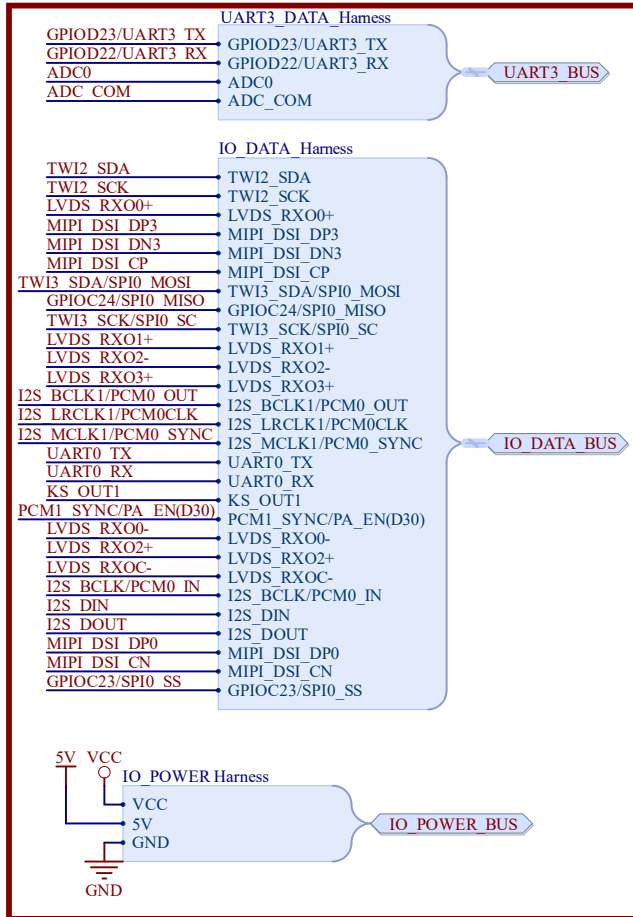 UART3_DATA_Harness
GPIOD23/UART3_TX GPIOD23/UART3_TX
GPIOD22/UART3_RX GPIOD22/UART3_RX
ADC0 ADC0
ADC_COM ADC_COM
UART3_BUS
IO_DATA_Harness
TWI2_SDA TWI2_SDA
TWI2_SCK TWI2_SCK
LVDS_RXO0+ LVDS_RXO0+
MIPI_DSI_DP3 MIPI_DSI_DP3
MIPI_DSI_DN3 MIPI_DSI_DN3
MIPI_DSI_CP MIPI_DSI_CP
TWI3_SDA/SPI0_MOSI TWI3_SDA/SPI0_MOSI
GPIOC24/SPI0_MISO GPIOC24/SPI0_MISO
TWI3_SCK/SPI0_SC TWI3_SCK/SPI0_SC
LVDS_RXO1+ LVDS_RXO1+
LVDS_RXO2- LVDS_RXO2-
LVDS_RXO3+ LVDS_RXO3+
I2S_BCLK1/PCM0_OUT I2S_BCLK1/PCM0_OUT
I2S_LRCLK1/PCM0CLK I2S_LRCLK1/PCM0CLK
I2S_MCLK1/PCM0_SYNC I2S_MCLK1/PCM0_SYNC
IO_DATA_BUS
UART0_TX UART0_TX
UART0_RX UART0_RX
KS_OUT1 KS_OUT1
PCM1_SYNC/PA_EN(D30) PCM1_SYNC/PA_EN(D30)
LVDS_RXO0- LVDS_RXO0-
LVDS_RXO2+ LVDS_RXO2+
LVDS_RXOC- LVDS_RXOC-
I2S_BCLK/PCM0_IN I2S_BCLK/PCM0_IN
I2S_DIN I2S_DIN
I2S_DOUT I2S_DOUT
MIPI_DSI_DP0 MIPI_DSI_DP0
MIPI_DSI_CN MIPI_DSI_CN
GPIOC23/SPI0_SS GPIOC23/SPI0_SS
5V VCC
IO_POWER Harness
VCC
5V
GND
IO_POWER_BUS
GND